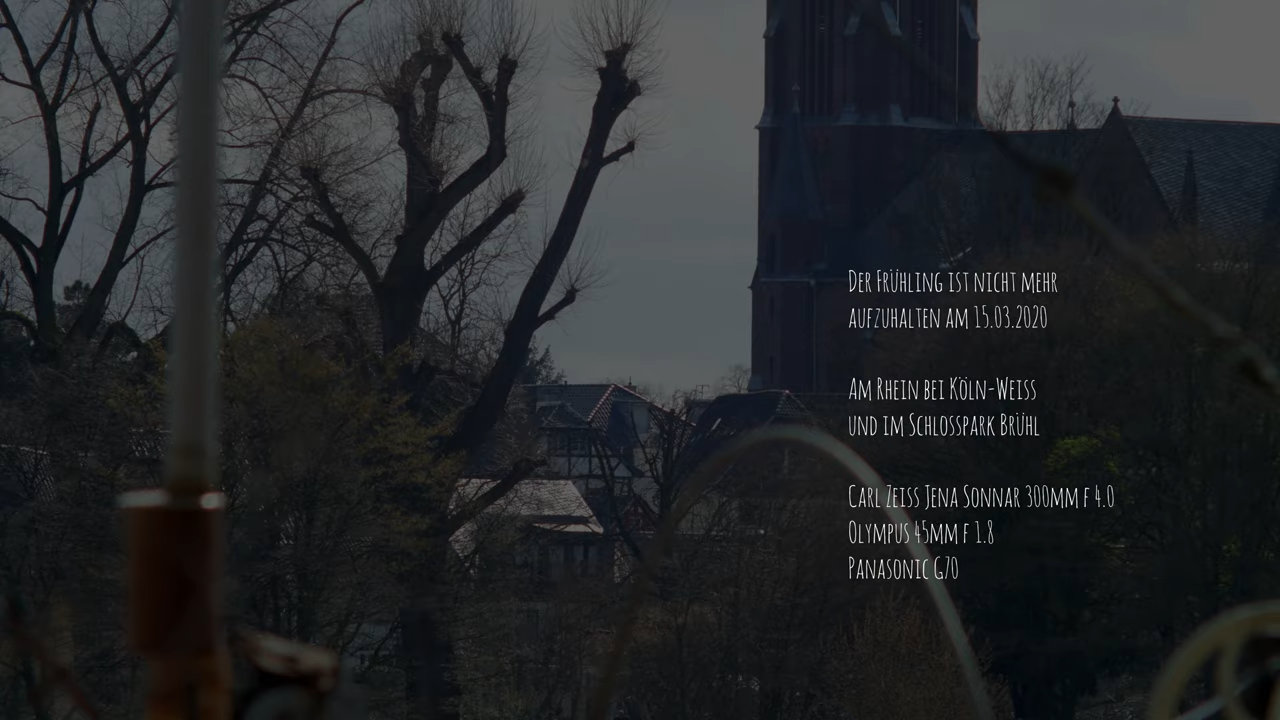 Der Frühling ist nicht mehr
aufzuhalten am 15.03.2020
Am Rhein bei Köln-Weiss
und im Schlosspark Brühl
Carl Zeiss Jena Sonnar 300mm f 4.0
Olympus 45mm f 1.8
Panasonic G70